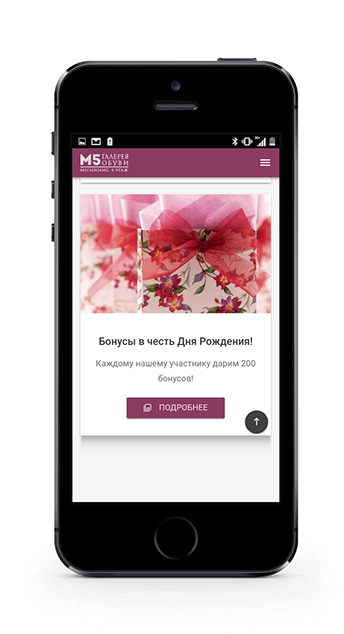 M5 ГАЛЕРЕЯ
ОБУВИ
МЕГАПОЛИС 3 ЭТАЖ
Бонусы в честь Дня Рождения!
Каждому нашему участнику дарим 200
бонусов!
ПОДРОБНЕЕ